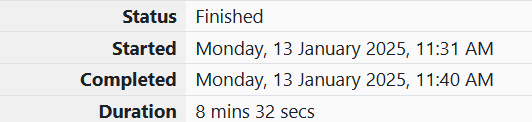 Status Finished
Started Monday, 13 January 2025, 11:31 AM
Completed Monday, 13 January 2025, 11:40 AM
Duration 8 mins 32 secs